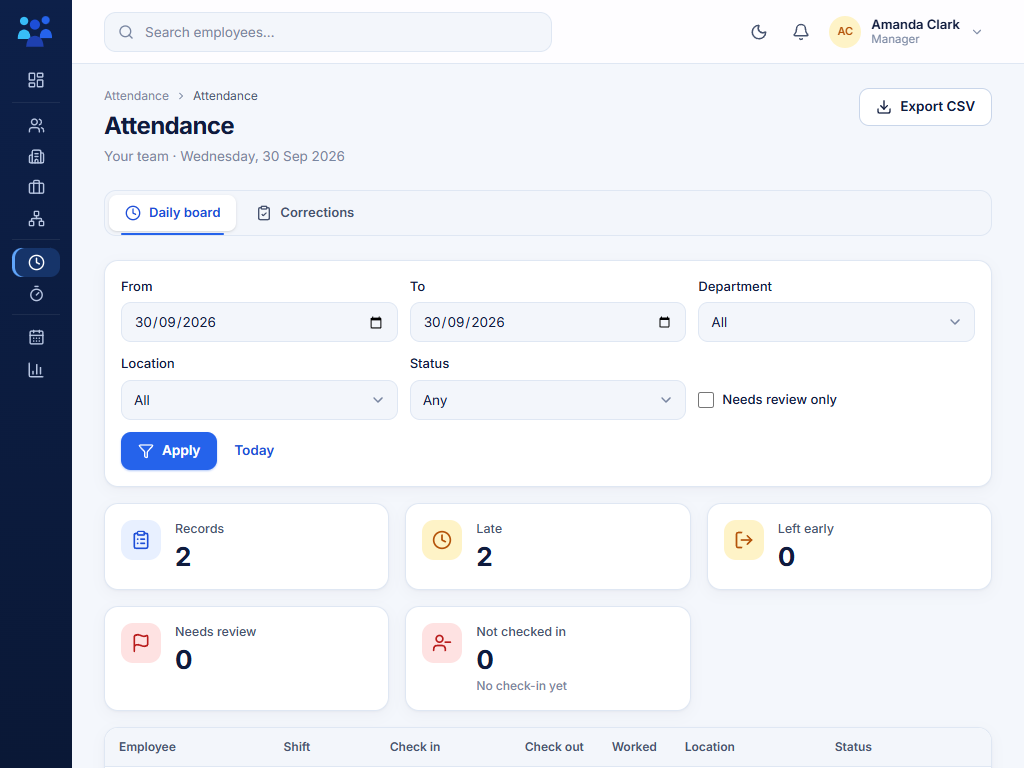 Search employees...
AC
Amanda Clark
Manager
Attendance > Attendance
Attendance
Your team · Wednesday, 30 Sep 2026
Export CSV
Daily board
Corrections
From
To
Department
30/09/2026
30/09/2026
All
Location
Status
All
Any
Needs review only
Apply
Today
Records
2
Late
2
Left early
0
Needs review
0
Not checked in
0
No check-in yet
Employee Shift Check in Check out Worked Location Status